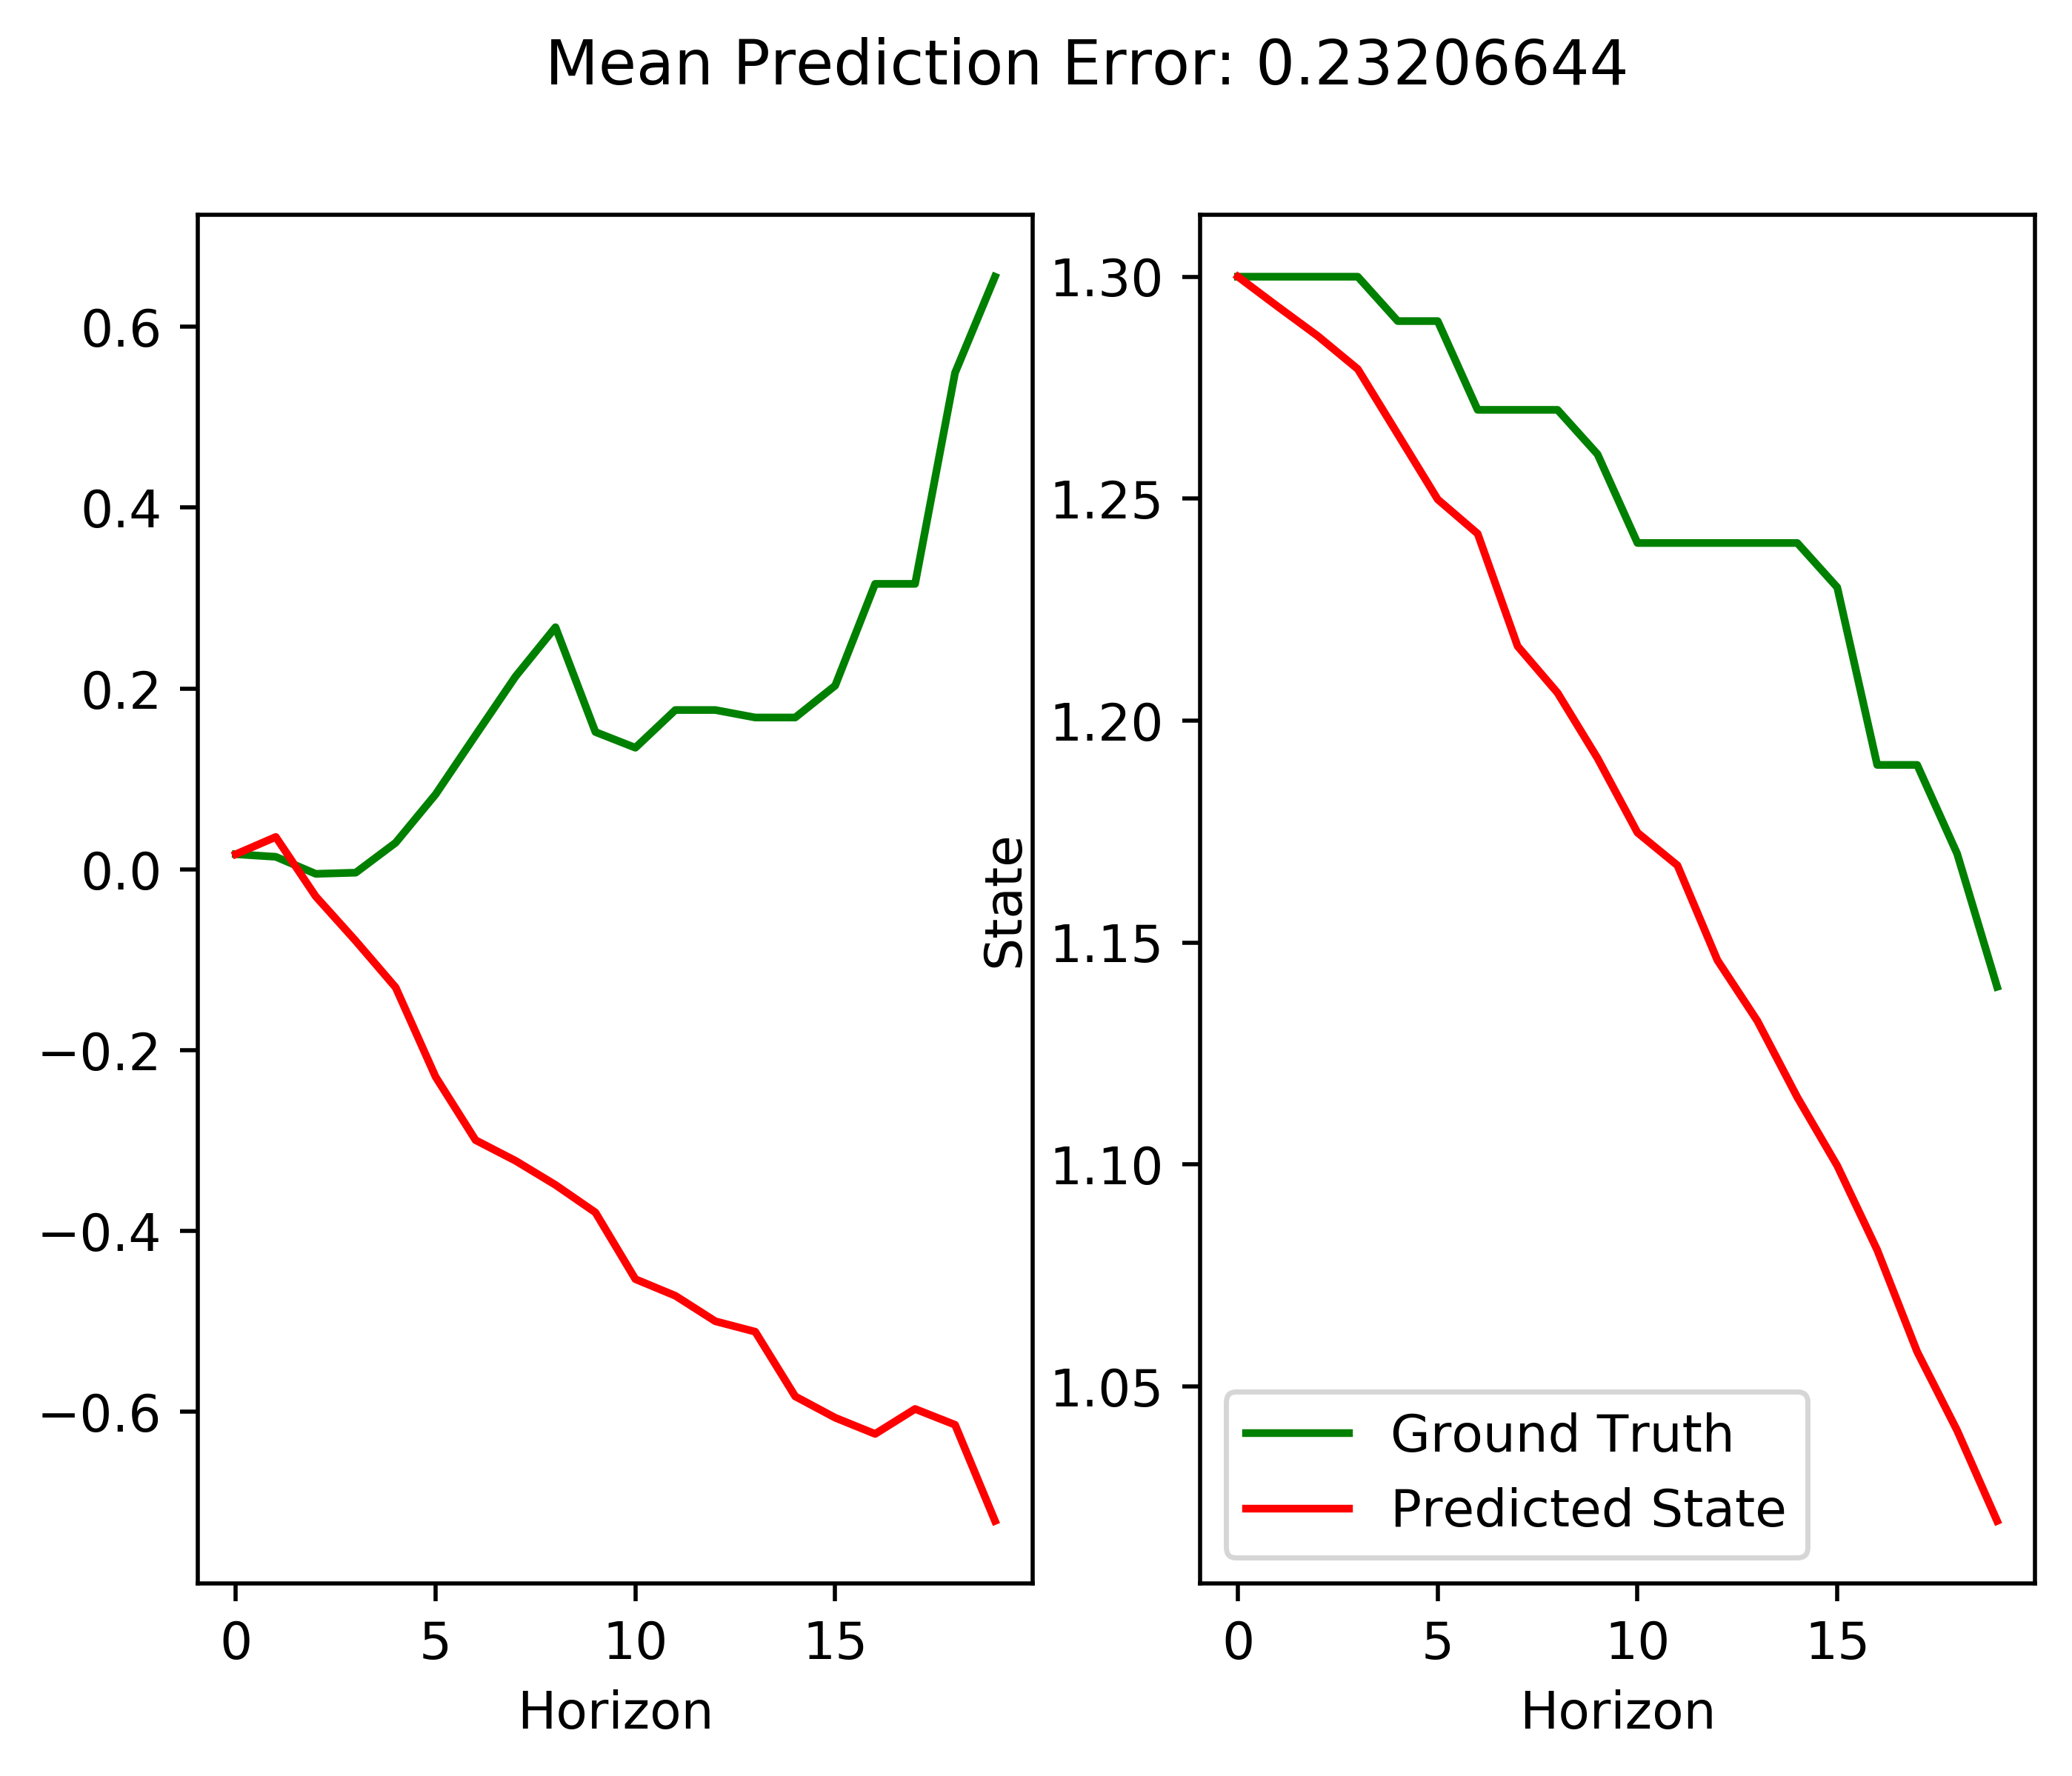 Mean Prediction Error: 0.23206644
0.6
0.4
0.2
0.0
−0.2
−0.4
−0.6
0 5 10 15
Horizon
State
1.30
1.25
1.20
1.15
1.10
1.05
Ground Truth
Predicted State
0 5 10 15
Horizon